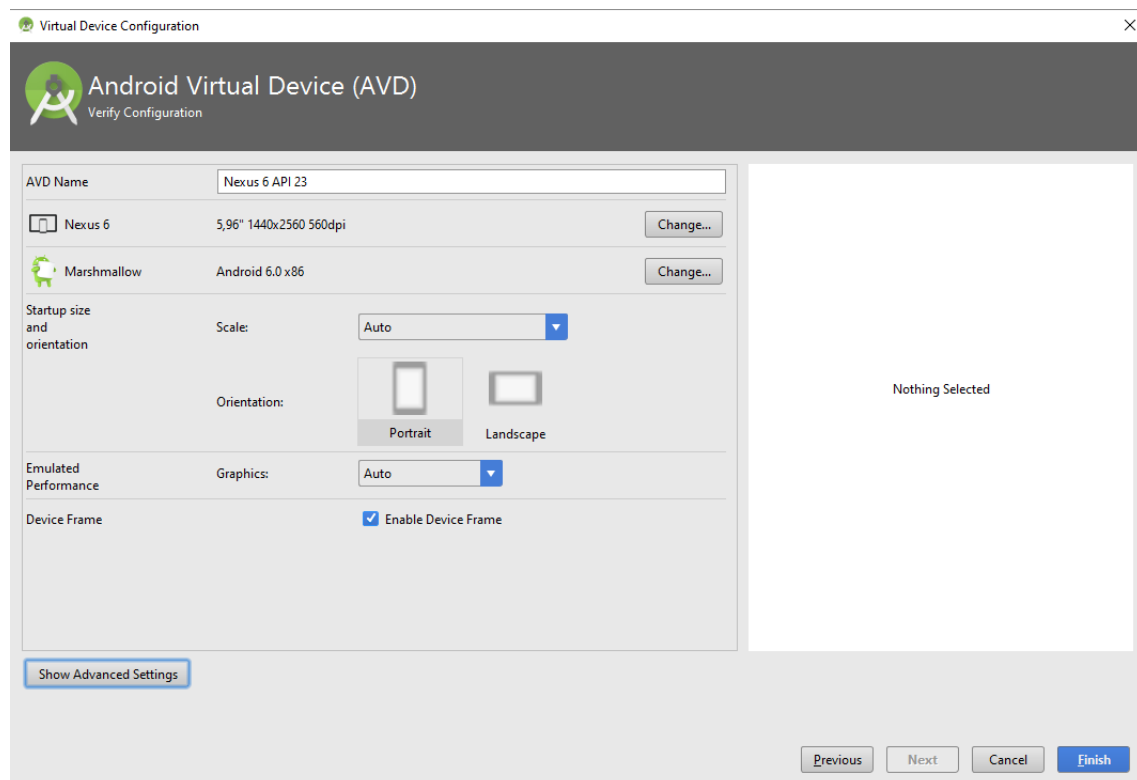 Virtual Device Configuration
Android Virtual Device (AVD)
Verify Configuration
AVD Name
Nexus 6 API 23
Nexus 6
5,96" 1440x2560 560dpi
Change...
Marshmallow
Android 6.0 x86
Change...
Startup size
and
orientation
Scale:
Auto
Orientation:
Portrait
Landscape
Emulated
Performance
Graphics:
Auto
Device Frame
Enable Device Frame
Nothing Selected
Show Advanced Settings
Previous
Next
Cancel
Finish